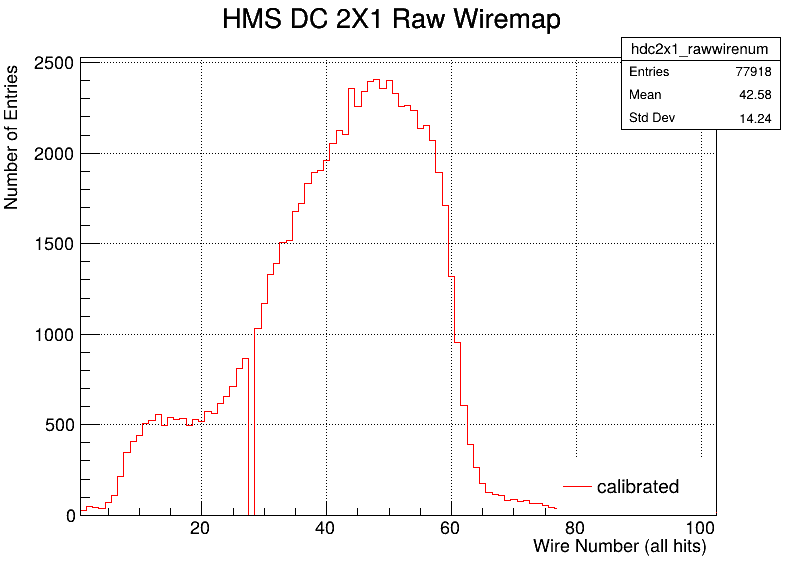 HMS DC 2X1 Raw Wiremap
hdc2x1_rawwirenum
Entries 77918
Mean 42.58
Std Dev 14.24
Number of Entries
2500
2000
1500
1000
500
0
20 40 60 80 100
calibrated
Wire Number (all hits)